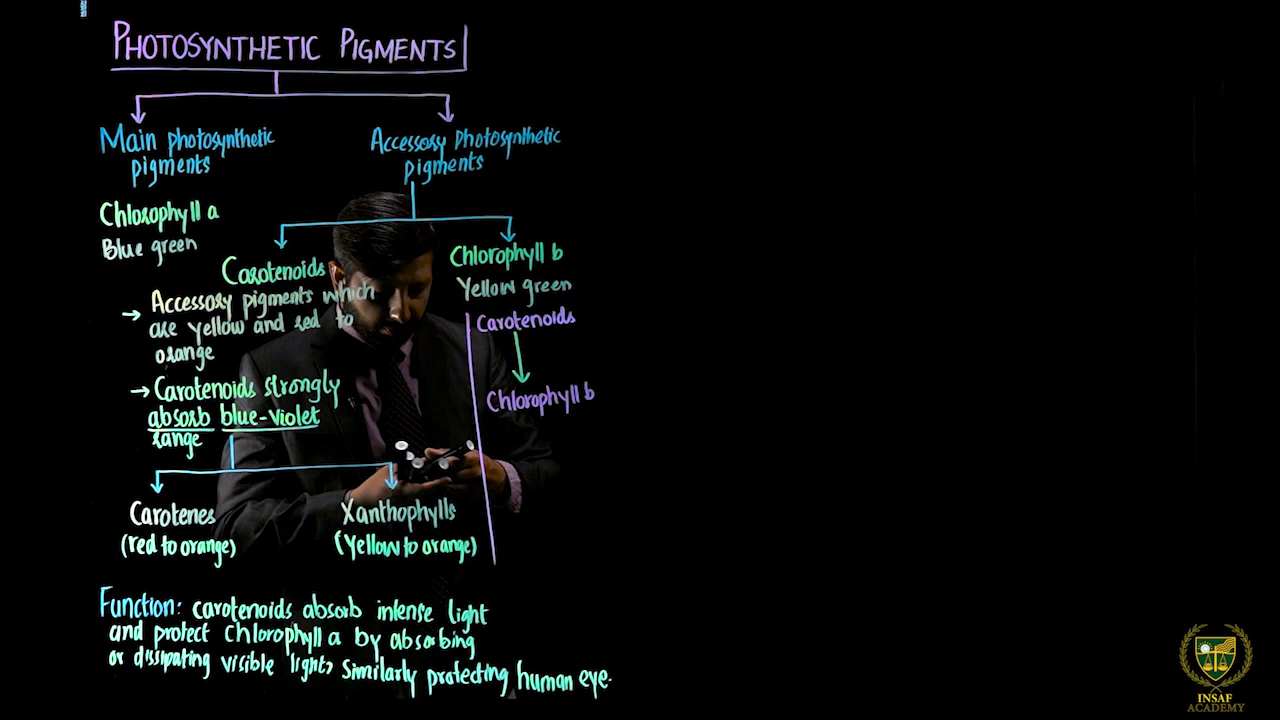 PHOTOSYNTHETIC PIGMENTS
Main photosynthetic
pigments
Accessory photosynthetic
pigments
Chlorophyll a
Blue green
Carotenoids
→ Accessory pigments which
are yellow and red to
orange
→ Carotenoids strongly
absorb blue-violet
range
Chlorophyll b
Yellow green
Carotenoids
Chlorophyll b
Carotenes
(red to orange)
Xanthophylls
(Yellow to orange)
Function: carotenoids absorb intense light
and protect chlorophyll a by absorbing
or dissipating visible light, similarly protecting human eye.
INSAF
ACADEMY